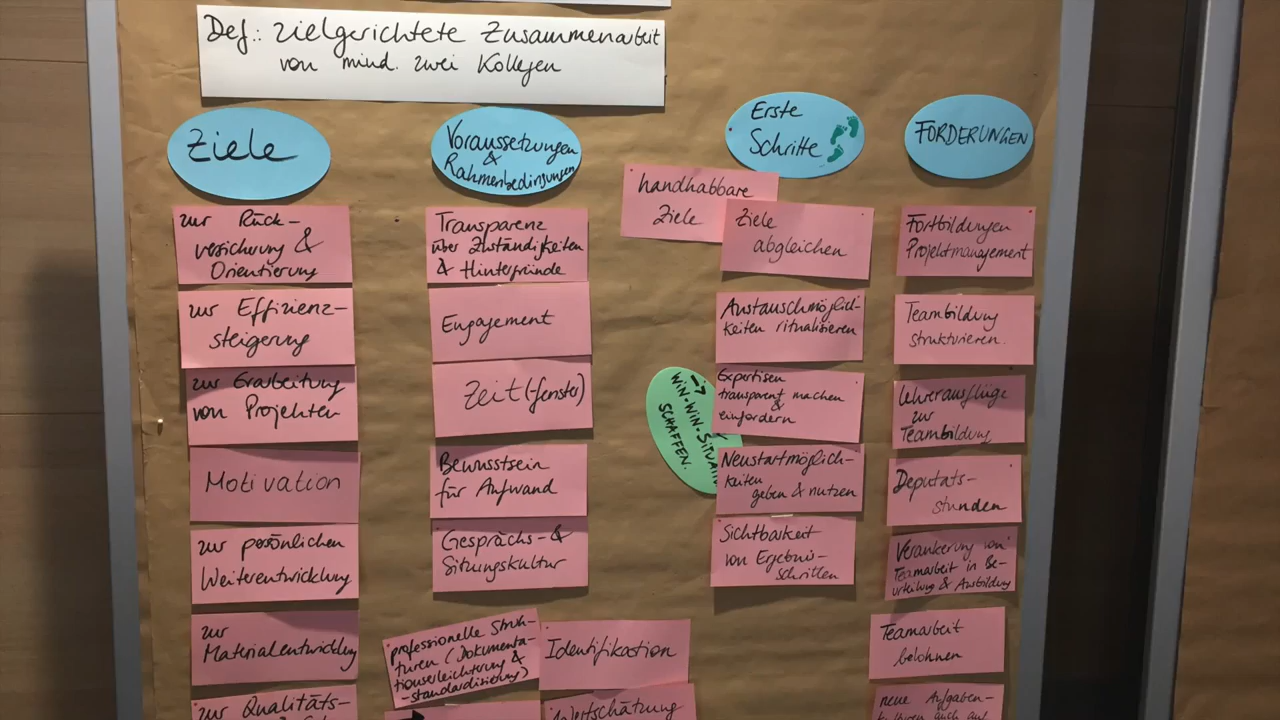 Def.: zielgerichtete Zusammenarbeit
von mind. zwei Kollegen
Ziele
zur Rück-
versicherung &
Orientierung
zur Effizienz-
steigerung
zur Erarbeitung
von Projekten
Motivation
zur persönlichen
Weiterentwicklung
zur
Materialentwicklung
zur Qualitäts-
Voraussetzungen
&
Rahmenbedingungen
Transparenz
über Zuständigkeiten
& Hintergründe
Engagement
Zeit(-fenster)
Bewusstsein
für Aufwand
Gesprächs- &
Sitzungskultur
professionelle Struk-
turen (Dokumenta-
tionserleichterung &
-standardisierung)
Identifikation
Wertschätzung
Erste
Schritte
handhabbare
Ziele
Ziele
abgleichen
Austauschmöglich-
keiten ritualisieren
Expertisen
transparent machen
&
einfordern
→
WIN-WIN-SITUATI
SCHAFFEN.
Neustartmöglich-
keiten
geben & nutzen
Sichtbarkeit
von Ergebnis-
schritten
FORDERUNGEN
Fortbildungen
Projektmanagement
Teambildung
strukturieren.
Lehrerausflüge
zur
Teambildung
Deputats-
stunden
Verankerung von
Teamarbeit in Be-
urteilung & Ausbildung
Teamarbeit
belohnen
neue Aufgaben-